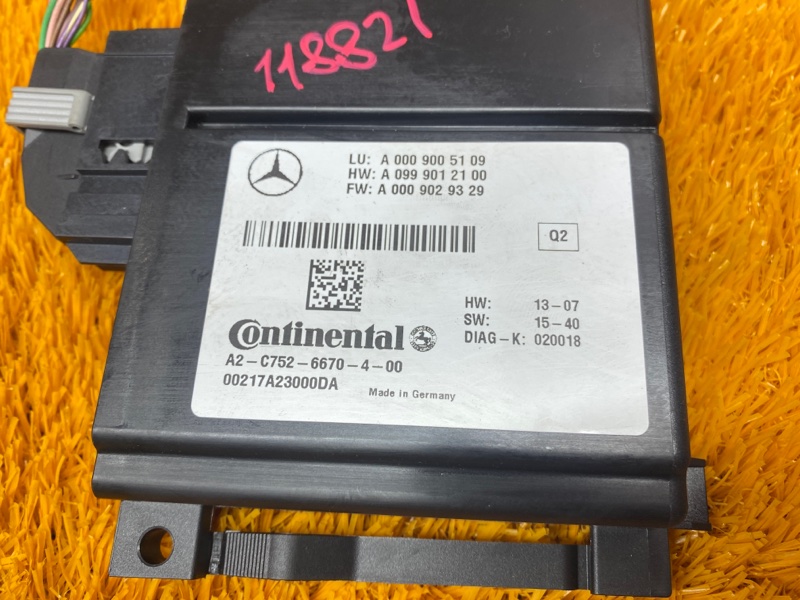 118821
LU: A 000 900 51 09
HW: A 099 901 21 00
FW: A 000 902 93 29
Q2
HW: 13-07
SW: 15-40
DIAG-K: 020018
Continental
A2-C752-6670-4-00
00217A23000DA
Made in Germany